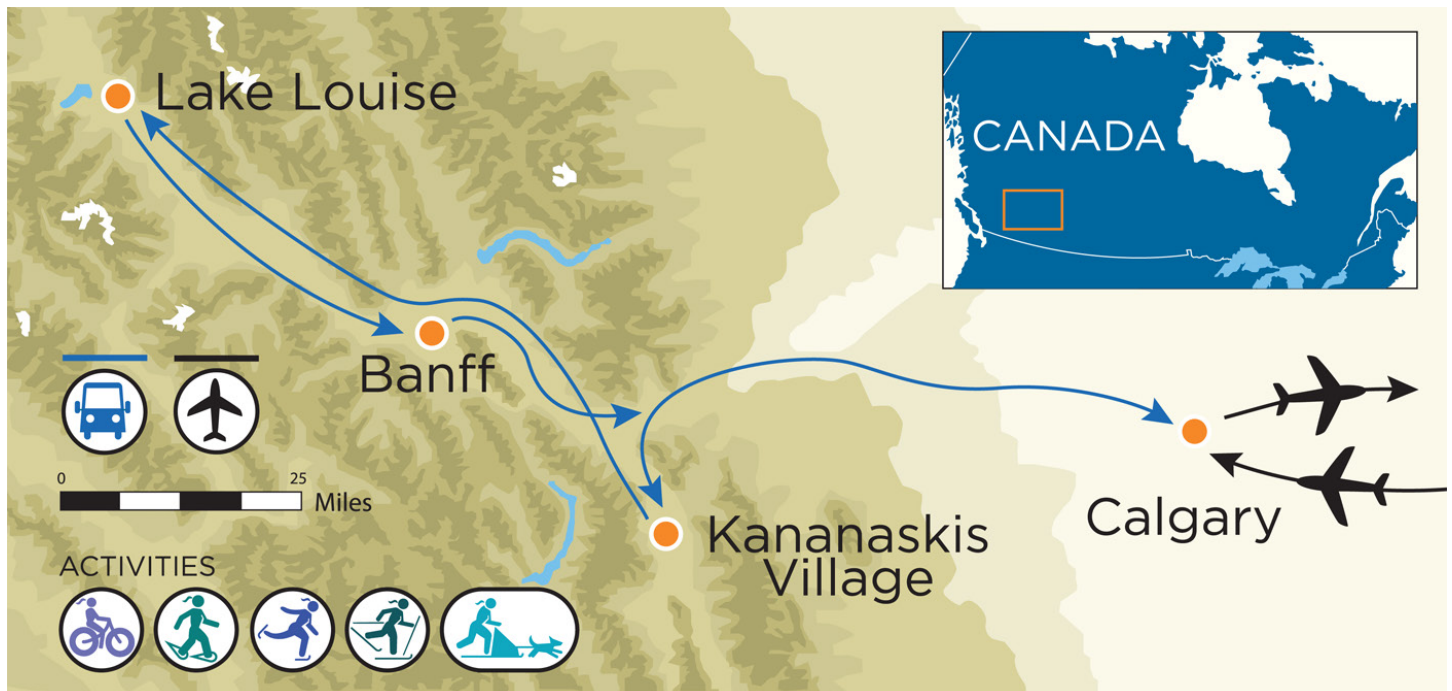 Lake Louise
CANADA
Banff
0 25
Miles
Calgary
Kananaskis
Village
ACTIVITIES